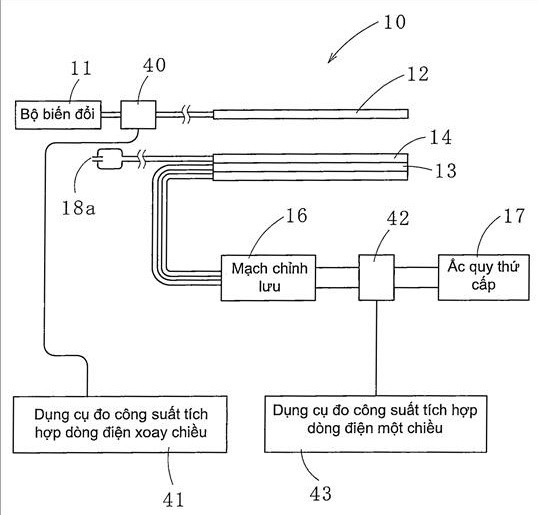 10
11
40
12
Bộ biến đổi
14
13
18a
16
42
17
Mạch chỉnh
lưu
Ắc quy thứ
cấp
Dụng cụ đo công suất tích
hợp dòng điện xoay chiều
Dụng cụ đo công suất tích hợp
dòng điện một chiều
41
43